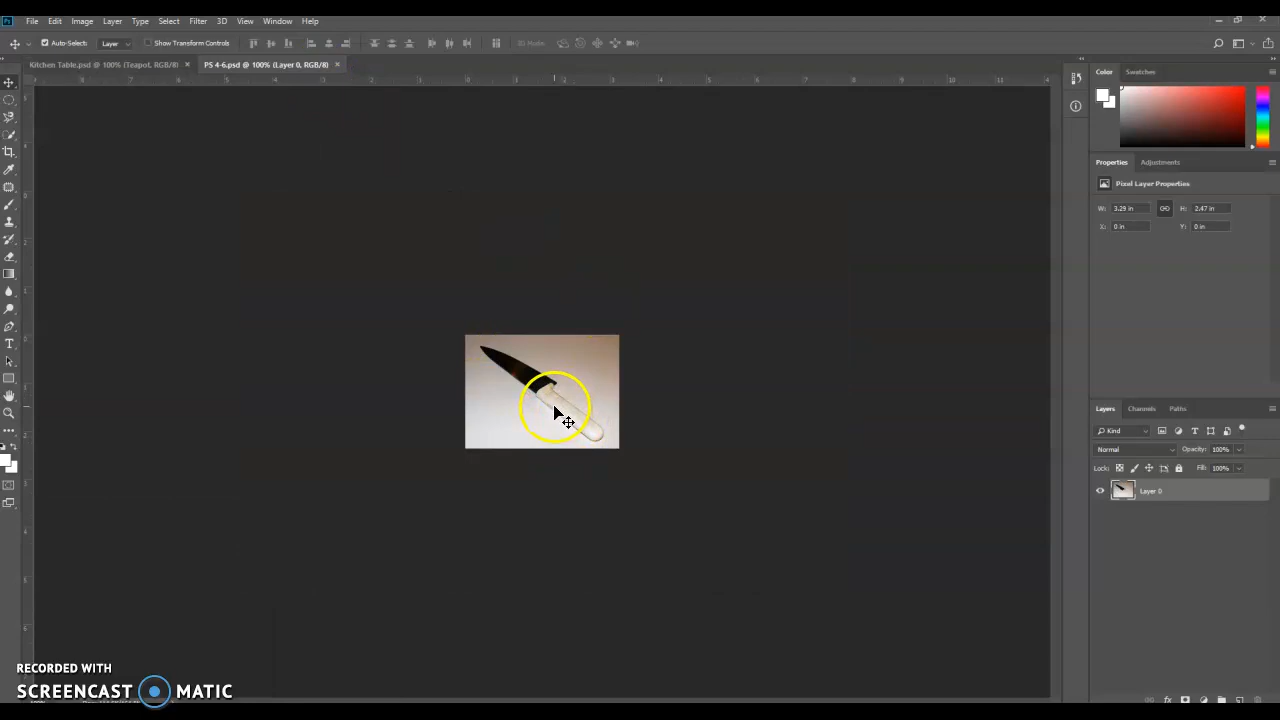 File Edit Image Layer Type Select Filter 3D View Window Help
Auto-Select: Layer Show Transform Controls 3D Mode:
Kitchen Table.psd @ 100% (Teapot, RGB/8) × PS 4-6.psd @ 100% (Layer 0, RGB/8) ×
Color Swatches
Properties Adjustments
Pixel Layer Properties
W: 3.29 in H: 2.47 in
X: 0 in Y: 0 in
Layers Channels Paths
Kind
Normal Opacity: 100%
Lock: Fill: 100%
Layer 0
RECORDED WITH
SCREENCAST MATIC